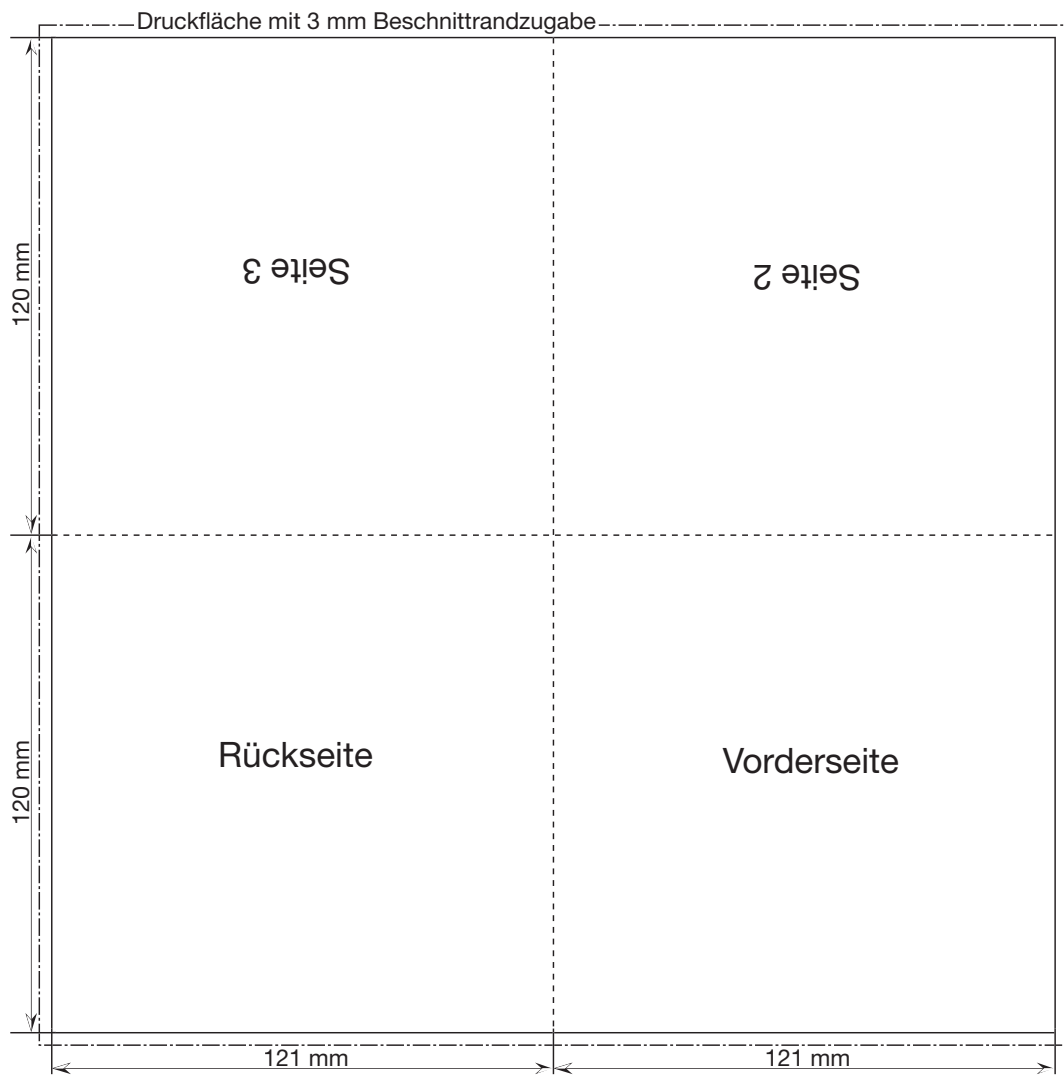 Druckfläche mit 3 mm Beschnittrandzugabe
120 mm
Seite 3
Seite 2
120 mm
Rückseite
Vorderseite
121 mm
121 mm